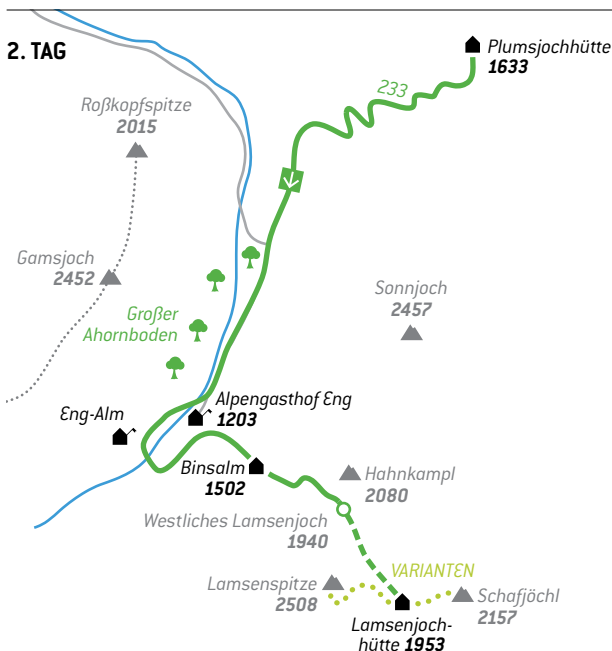 2. TAG
Plumsjochhütte
1633
233
Roßkopfspitze
2015
Gamsjoch
2452
Sonnjoch
2457
Großer
Ahornboden
Alpengasthof Eng
1203
Eng-Alm
Binsalm
1502
Hahnkampl
2080
Westliches Lamsenjoch
1940
VARIANTEN
Lamsenspitze
2508
Schafjöchl
2157
Lamsenjoch-
hütte 1953